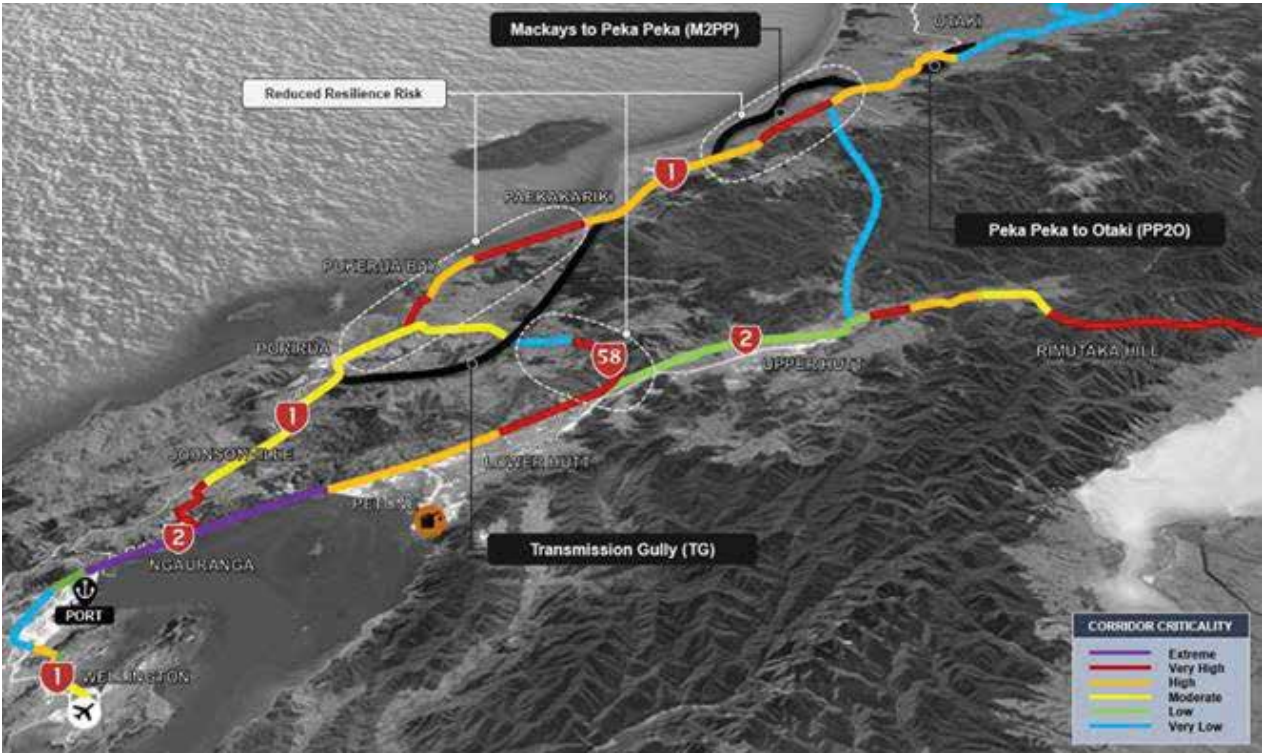 OTAKI
Mackays to Peka Peka (M2PP)
Reduced Resilience Risk
1
PAEKAKARIKI
Peka Peka to Otaki (PP2O)
PUKERUA BAY
PORIRUA
58
2
UPPER HUTT
RIMUTAKA HILL
1
JOHNSONVILLE
LOWER HUTT
PETONE
2
NGAURANGA
Transmission Gully (TG)
PORT
1
WELLINGTON
CORRIDOR CRITICALITY
Extreme
Very High
High
Moderate
Low
Very Low